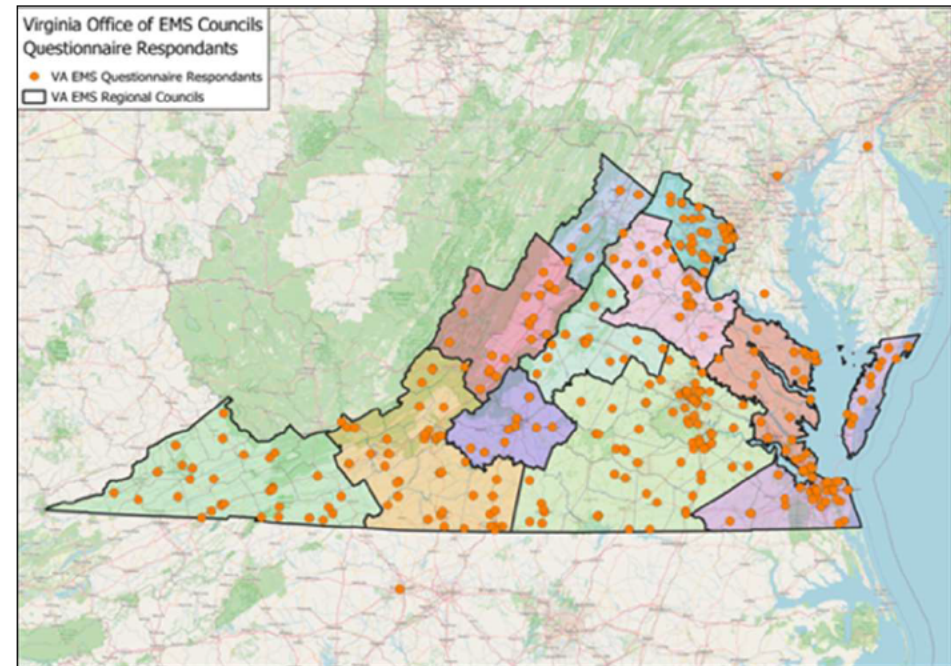 Virginia Office of EMS Councils
Questionnaire Respondants
VA EMS Questionnaire Respondants
VA EMS Regional Councils